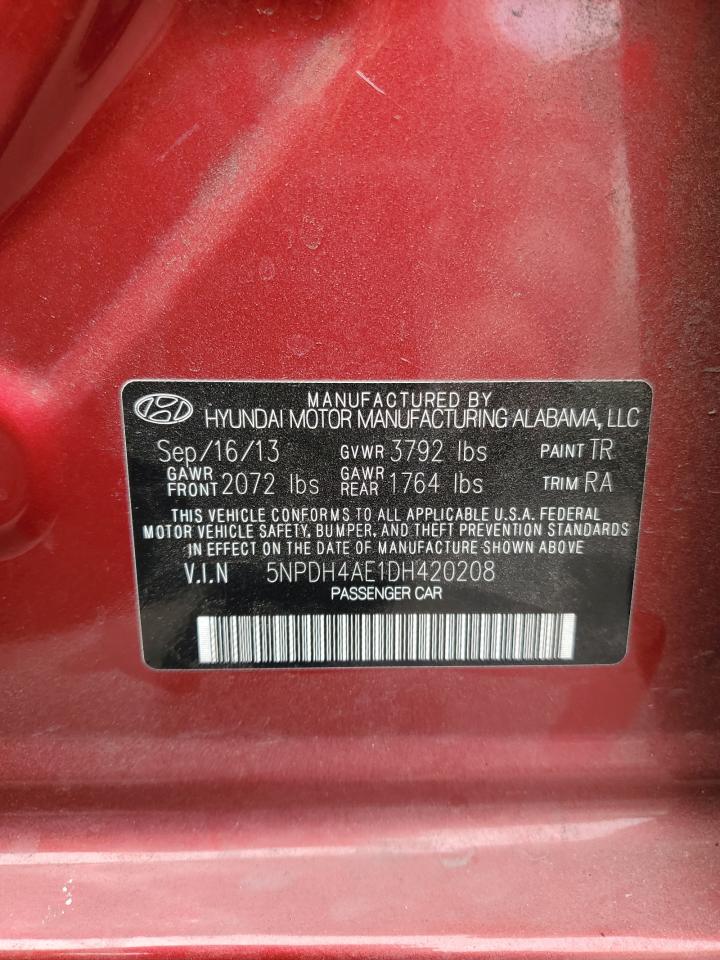 MANUFACTURED BY
HYUNDAI MOTOR MANUFACTURING ALABAMA, LLC
Sep/16/13 GVWR 3792 lbs PAINT TR
GAWR FRONT 2072 lbs GAWR REAR 1764 lbs TRIM RA
THIS VEHICLE CONFORMS TO ALL APPLICABLE U.S.A. FEDERAL
MOTOR VEHICLE SAFETY, BUMPER, AND THEFT PREVENTION STANDARDS
IN EFFECT ON THE DATE OF MANUFACTURE SHOWN ABOVE
V.I.N 5NPDH4AE1DH420208
PASSENGER CAR